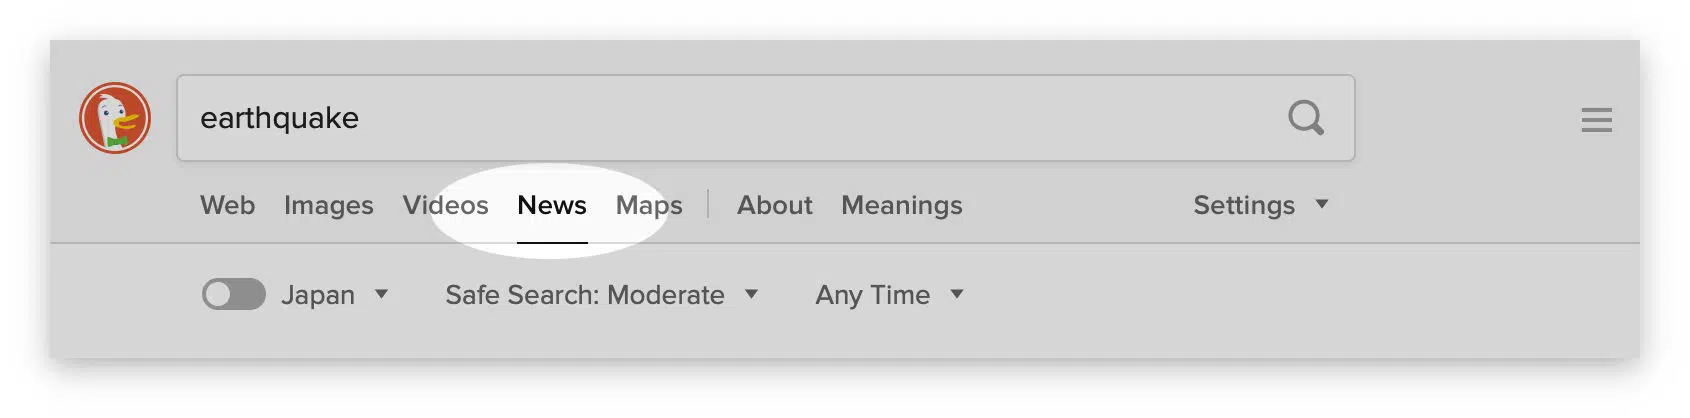 earthquake
Web Images Videos News Maps About Meanings Settings
Japan Safe Search: Moderate Any Time